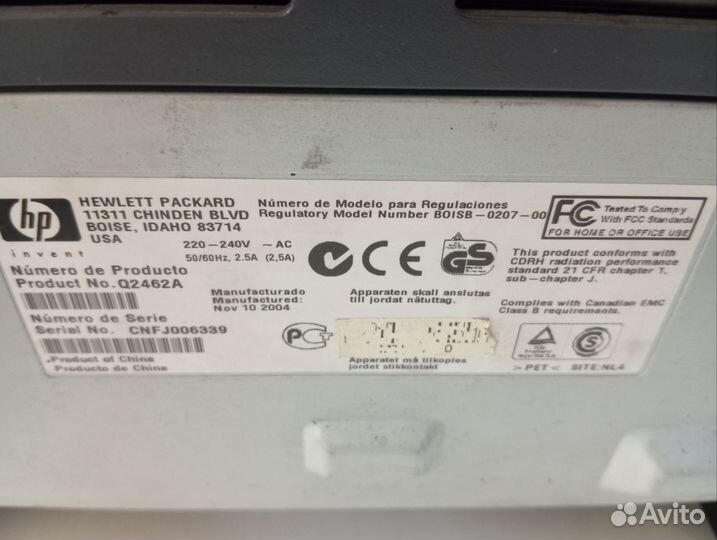 hp
invent
HEWLETT PACKARD
11311 CHINDEN BLVD
BOISE, IDAHO 83714
USA
Número de Modelo para Regulaciones
Regulatory Model Number BOISB-0207-00
220-240V ~ AC
50/60Hz, 2.5A (2,5A)
Número de Producto
Product No. Q2462A
Manufacturado
Manufactured:
Nov 10 2004
Número de Serie
Serial No. CNFJ006339
Product of China
Producto de China
CE
GS
Apparaten skall anslutas
till jordat nätuttag.
Apparatet må tilkoples
jordet stikkontakt
FC
Tested To Comply
With FCC Standards
FOR HOME OR OFFICE USE
This product conforms with
CDRH radiation performance
standard 21 CFR chapter 1,
sub-chapter J.
Complies with Canadian EMC
Class B requirements.
S
> PET < SITE:NL4
Avito